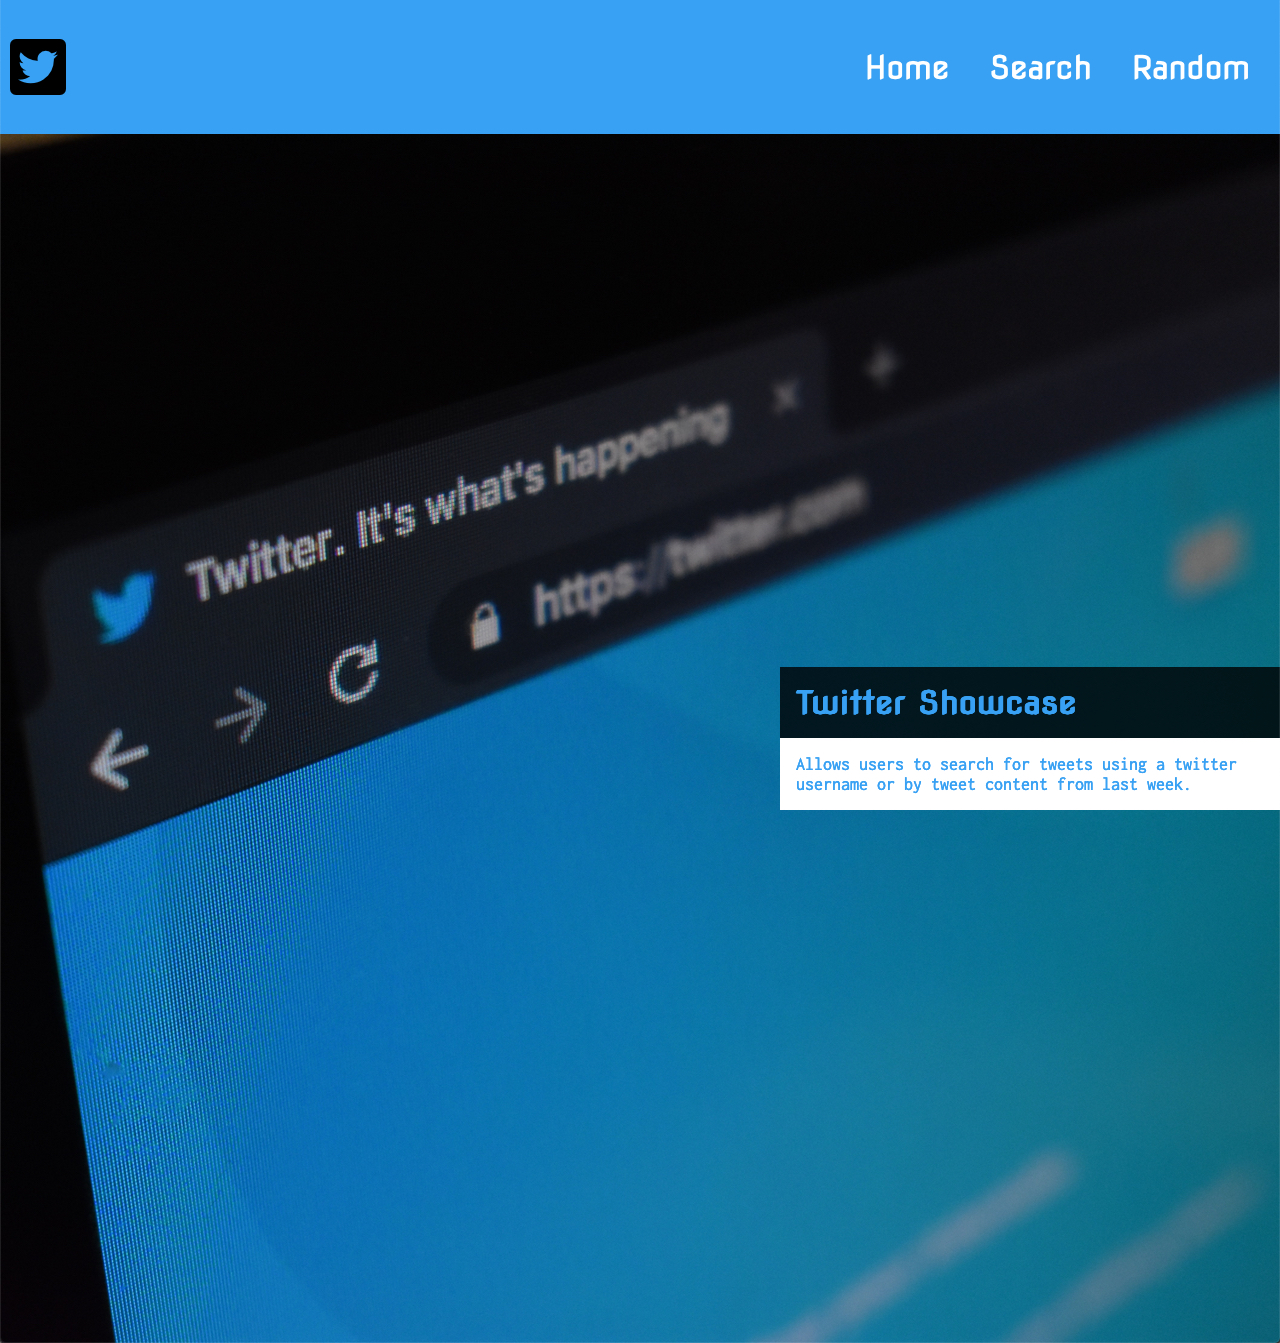 Home Search Random
Twitter. It's what's happening
https://twitter.com
Twitter Showcase
Allows users to search for tweets using a twitter
username or by tweet content from last week.